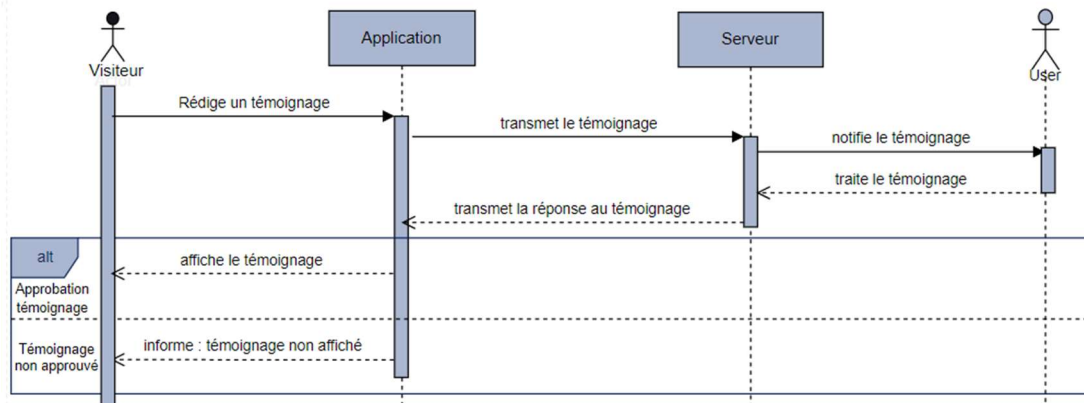 Visiteur
Application
Serveur
User
Rédige un témoignage
transmet le témoignage
notifie le témoignage
traite le témoignage
transmet la réponse au témoignage
alt
affiche le témoignage
Approbation
témoignage
informe : témoignage non affiché
Témoignage
non approuvé